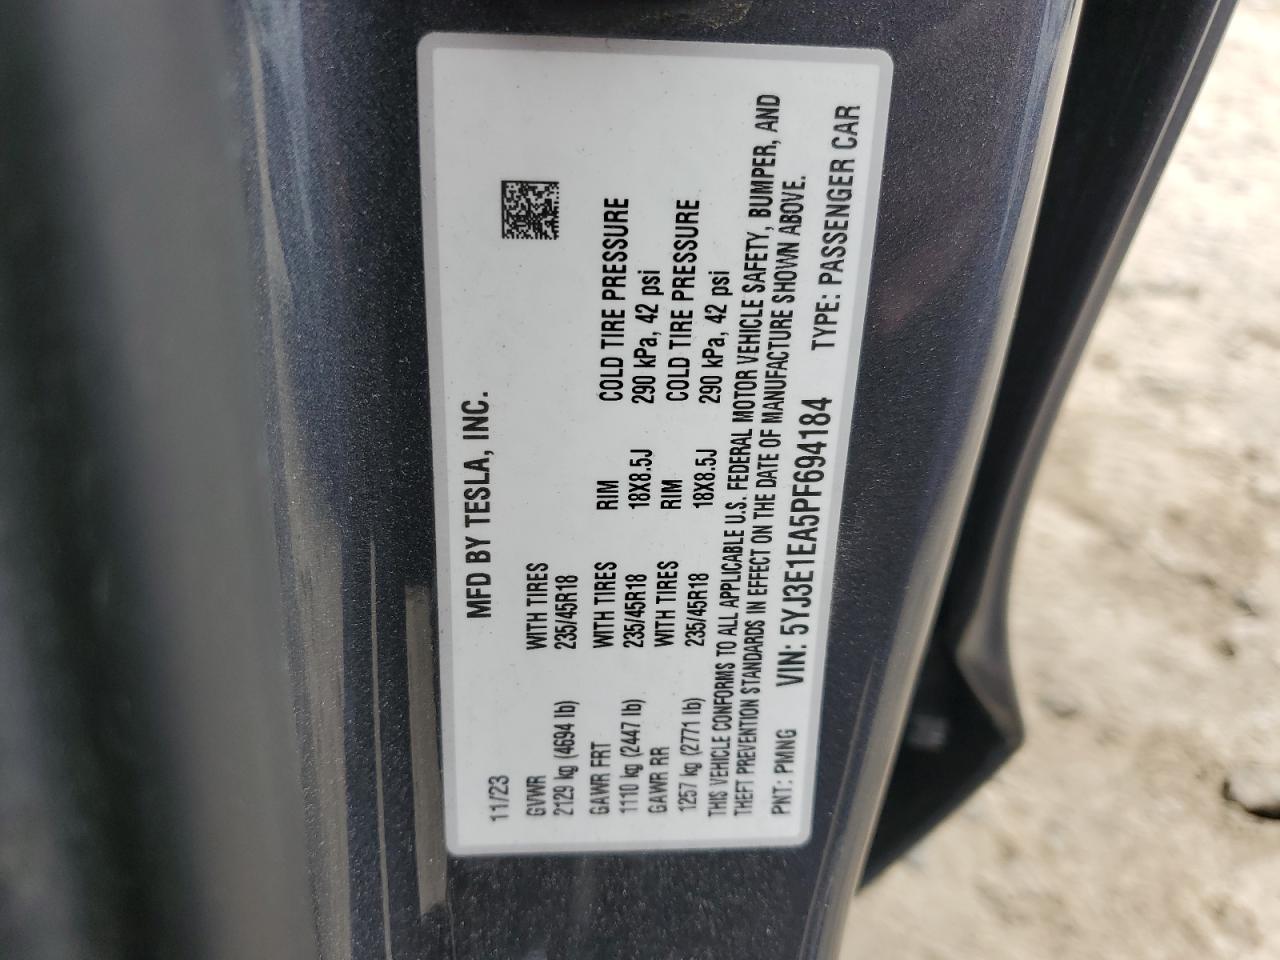 MFD BY TESLA, INC.
11/23
GVWR WITH TIRES
2129 kg (4694 lb) 235/45R18
GAWR FRT WITH TIRES RIM COLD TIRE PRESSURE
1110 kg (2447 lb) 235/45R18 18X8.5J 290 kPa, 42 psi
GAWR RR WITH TIRES RIM COLD TIRE PRESSURE
1257 kg (2771 lb) 235/45R18 18X8.5J 290 kPa, 42 psi
THIS VEHICLE CONFORMS TO ALL APPLICABLE U.S. FEDERAL MOTOR VEHICLE SAFETY, BUMPER, AND
THEFT PREVENTION STANDARDS IN EFFECT ON THE DATE OF MANUFACTURE SHOWN ABOVE.
PNT: PMNG VIN: 5YJ3E1EA5PF694184 TYPE: PASSENGER CAR